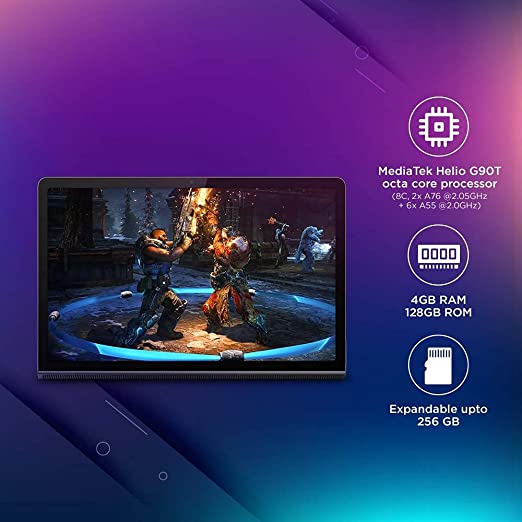 MediaTek Helio G90T
octa core processor
(8C, 2x A76 @2.05GHz
+ 6x A55 @2.0GHz)
4GB RAM
128GB ROM
Expandable upto
256 GB